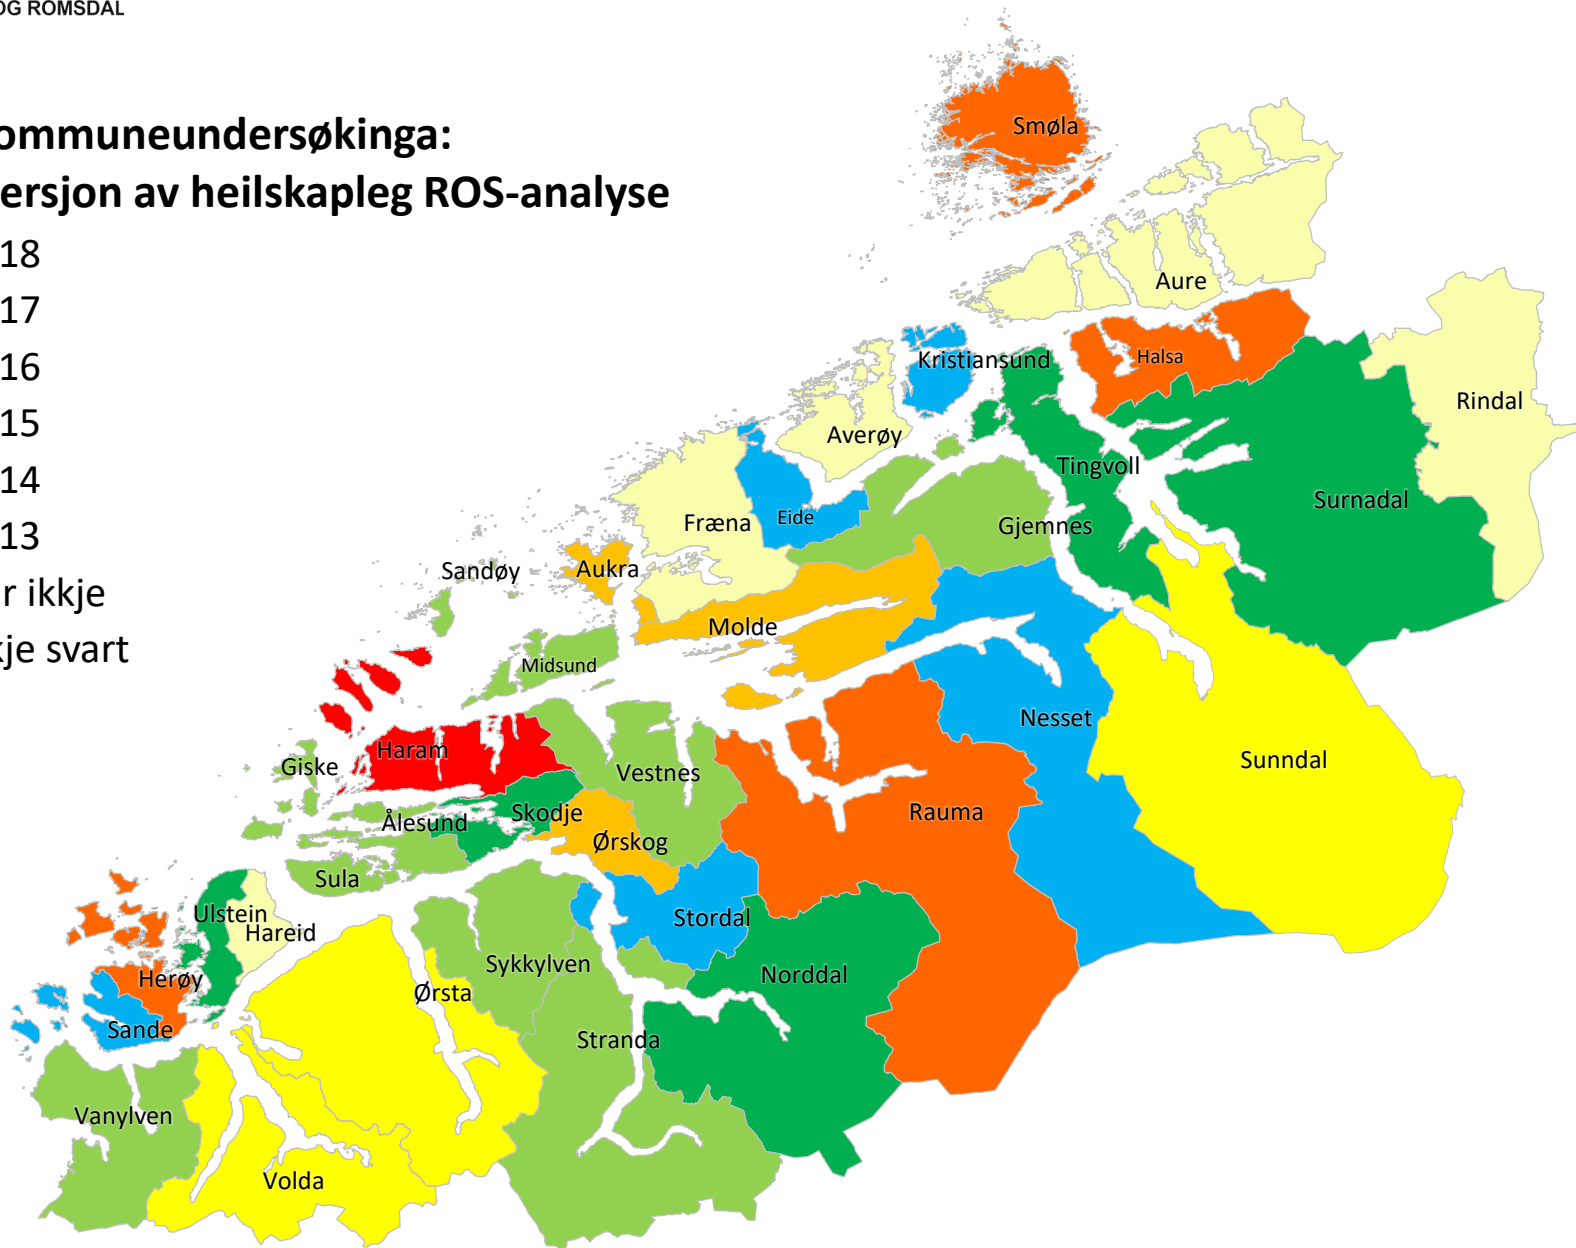 OG ROMSDAL
ommuneundersøkinga:
ersjon av heilskapleg ROS-analyse
18
17
16
15
14
13
r ikkje
kje svart
Smøla
Aure
Halsa
Kristiansund
Rindal
Averøy
Tingvoll
Surnadal
Eide
Fræna
Gjemnes
Sandøy
Aukra
Molde
Midsund
Nesset
Haram
Sunndal
Giske
Vestnes
Rauma
Skodje
Ålesund
Ørskog
Sula
Ulstein
Stordal
Hareid
Sykkylven
Norddal
Herøy
Ørsta
Sande
Stranda
Vanylven
Volda